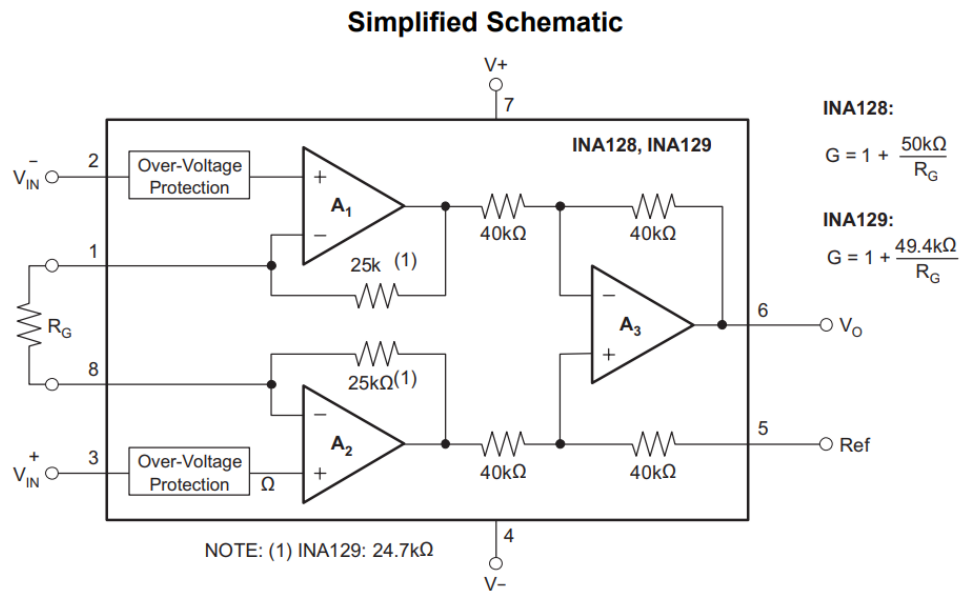 Simplified Schematic
V+
7
INA128:
INA128, INA129
G = 1 + 50kΩ
RG
V−IN
2
Over-Voltage
Protection
+
A1
−
40kΩ
40kΩ
INA129:
G = 1 + 49.4kΩ
RG
1
25k (1)
RG
−
A3
+
6
VO
8
25kΩ(1)
−
A2
+
5
Ref
V+IN
3
Over-Voltage
Protection
Ω
40kΩ
40kΩ
4
NOTE: (1) INA129: 24.7kΩ
V−